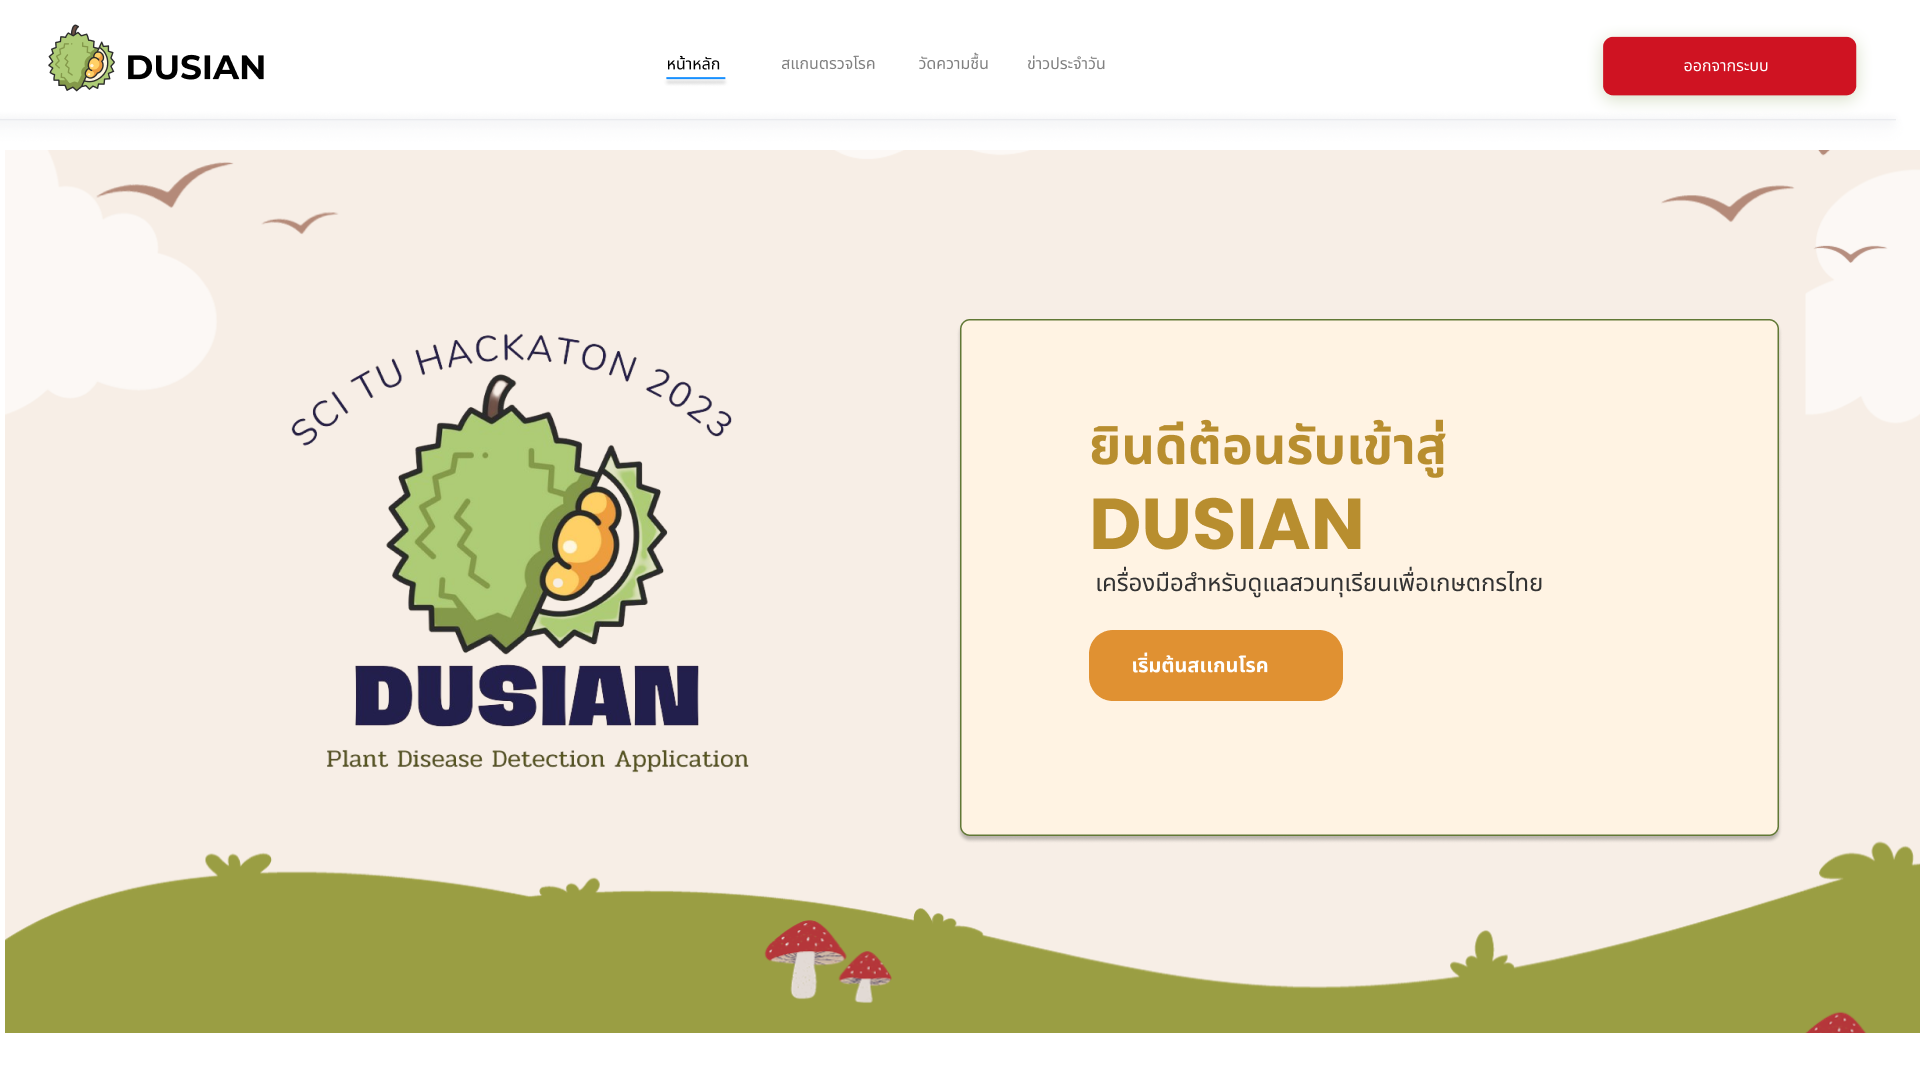 DUSIAN
หน้าหลัก
สแกนตรวจโรค
วัดความชื้น
ข่าวประจำวัน
ออกจากระบบ
SCI TU HACKATON 2023
DUSIAN
Plant Disease Detection Application
ยินดีต้อนรับเข้าสู่
DUSIAN
เครื่องมือสำหรับดูแลสวนทุเรียนเพื่อเกษตกรไทย
เริ่มต้นสแกนโรค